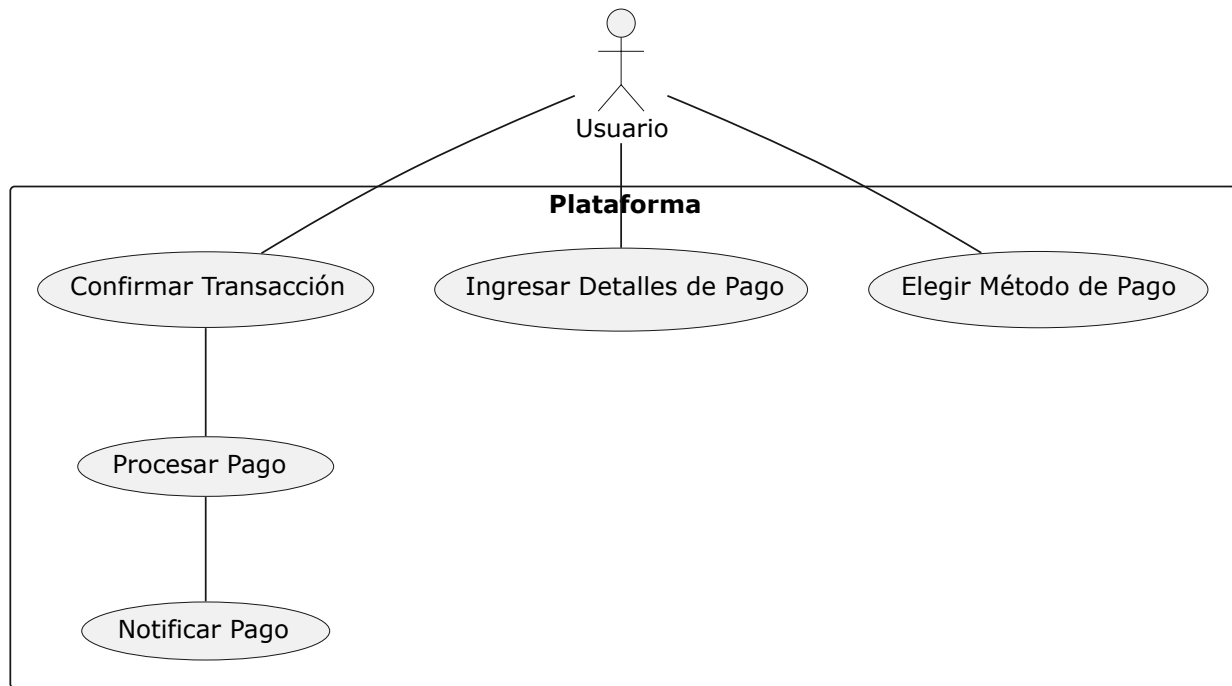 Usuario
Plataforma
Confirmar Transacción
Ingresar Detalles de Pago
Elegir Método de Pago
Procesar Pago
Notificar Pago